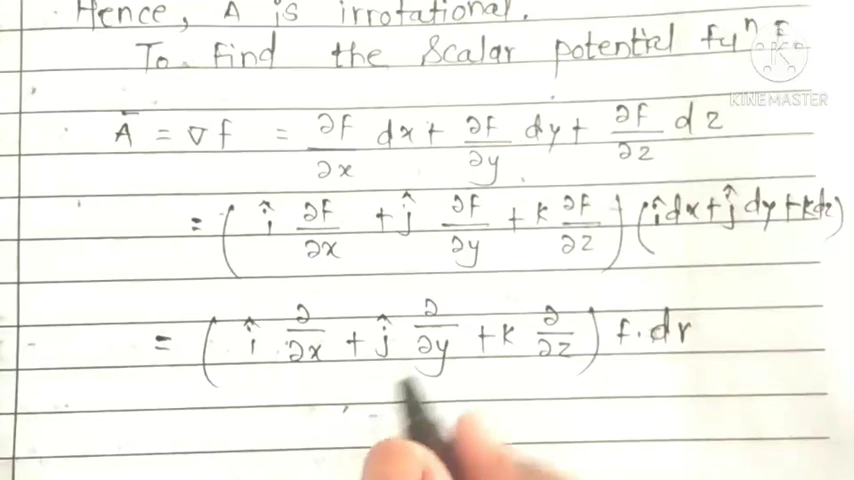 Hence, A is irrotational.
To find the scalar potential fuⁿ f.
KINEMASTER
A̅ = ∇f = ∂f/∂x dx + ∂f/∂y dy + ∂f/∂z dz
= (î ∂f/∂x + ĵ ∂f/∂y + k ∂f/∂z) (îdx + ĵdy + kdz)
= (î ∂/∂x + ĵ ∂/∂y + k ∂/∂z) f.dr